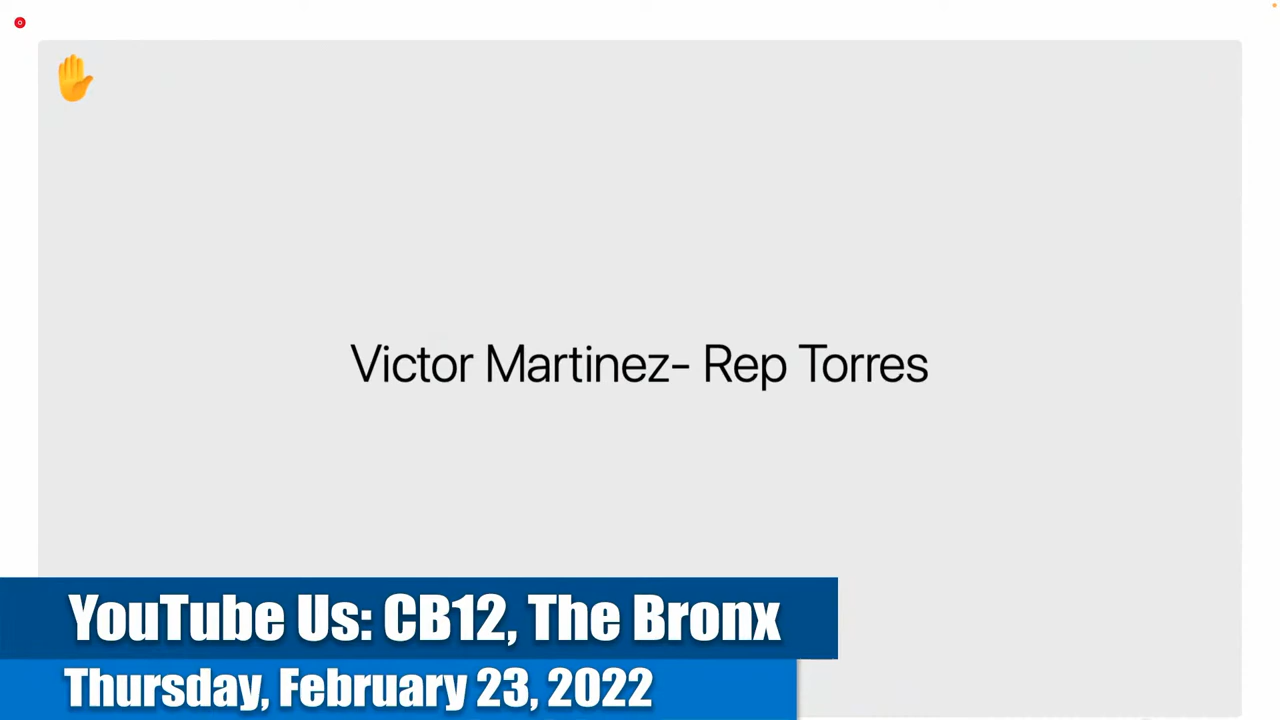 Victor Martinez- Rep Torres
YouTube Us: CB12, The Bronx
Thursday, February 23, 2022